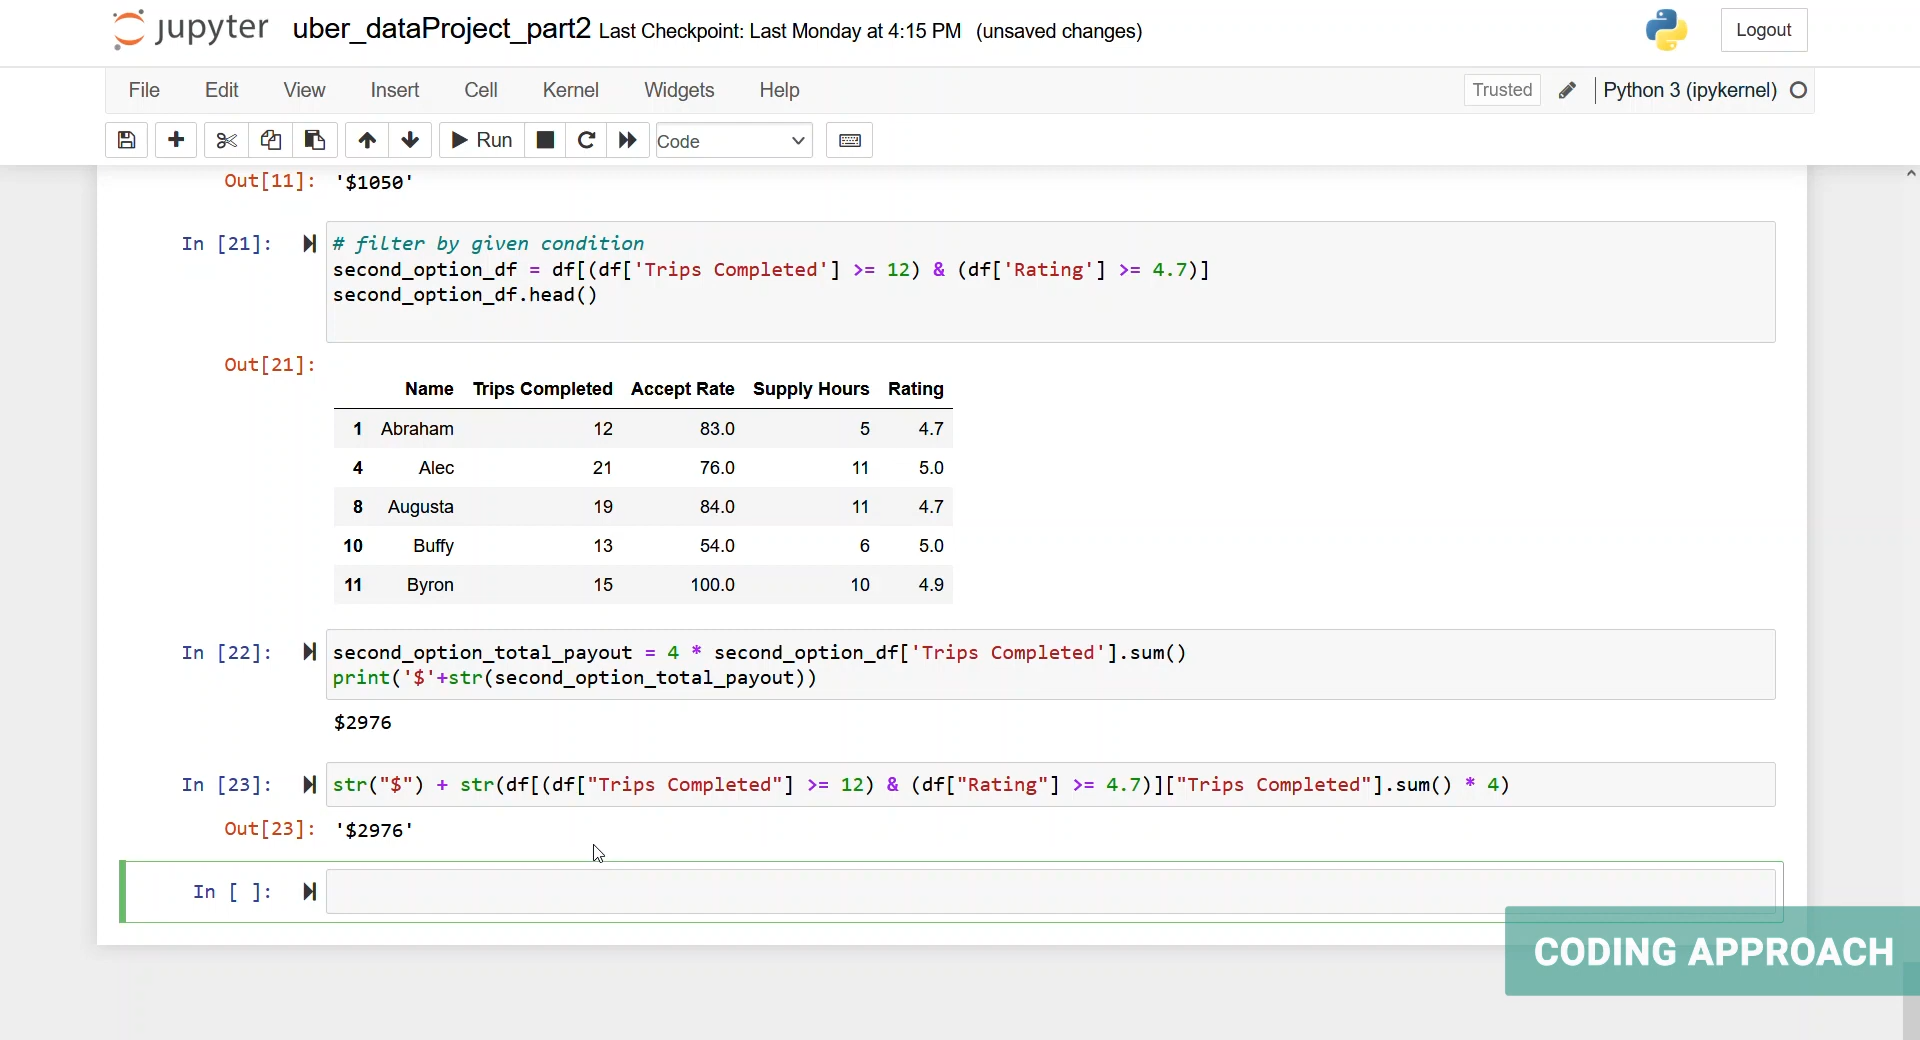 jupyter uber_dataProject_part2 Last Checkpoint: Last Monday at 4:15 PM (unsaved changes) Logout
File Edit View Insert Cell Kernel Widgets Help Trusted Python 3 (ipykernel)
Run Code
Out[11]: '$1050'
In [21]: # filter by given condition
second_option_df = df[(df['Trips Completed'] >= 12) & (df['Rating'] >= 4.7)]
second_option_df.head()
Out[21]:
Name Trips Completed Accept Rate Supply Hours Rating
1 Abraham 12 83.0 5 4.7
4 Alec 21 76.0 11 5.0
8 Augusta 19 84.0 11 4.7
10 Buffy 13 54.0 6 5.0
11 Byron 15 100.0 10 4.9
In [22]: second_option_total_payout = 4 * second_option_df['Trips Completed'].sum()
print('$'+str(second_option_total_payout))
$2976
In [23]: str("$") + str(df[(df["Trips Completed"] >= 12) & (df["Rating"] >= 4.7)]["Trips Completed"].sum() * 4)
Out[23]: '$2976'
In [ ]:
CODING APPROACH